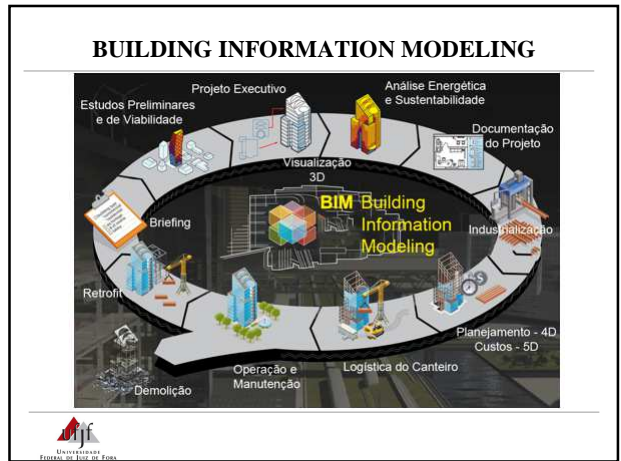 BUILDING INFORMATION MODELING
Projeto Executivo
Análise Energética
e Sustentabilidade
Estudos Preliminares
e de Viabilidade
Documentação
do Projeto
Visualização
3D
BIM Building
Information
Modeling
Briefing
Industrialização
Retrofit
Planejamento - 4D
Custos - 5D
Logística do Canteiro
Operação e
Manutenção
Demolição
ufjf
UNIVERSIDADE
FEDERAL DE JUIZ DE FORA